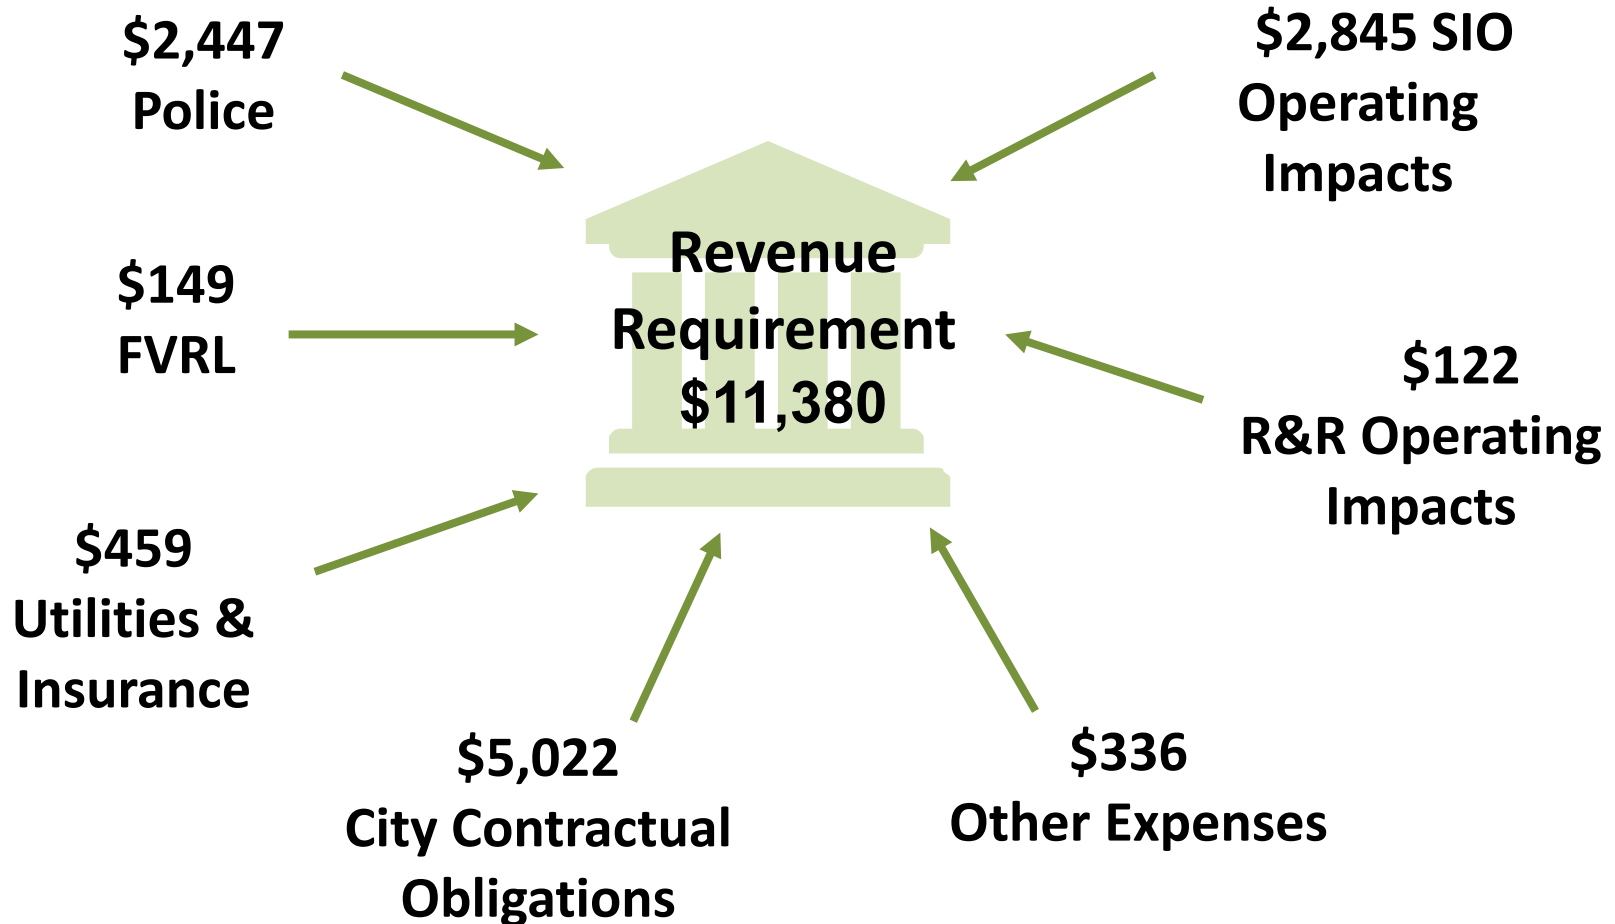 $2,447
Police
$2,845 SIO
Operating
Impacts
Revenue
Requirement
$11,380
$149
FVRL
$122
R&R Operating
Impacts
$459
Utilities &
Insurance
$5,022
City Contractual
Obligations
$336
Other Expenses